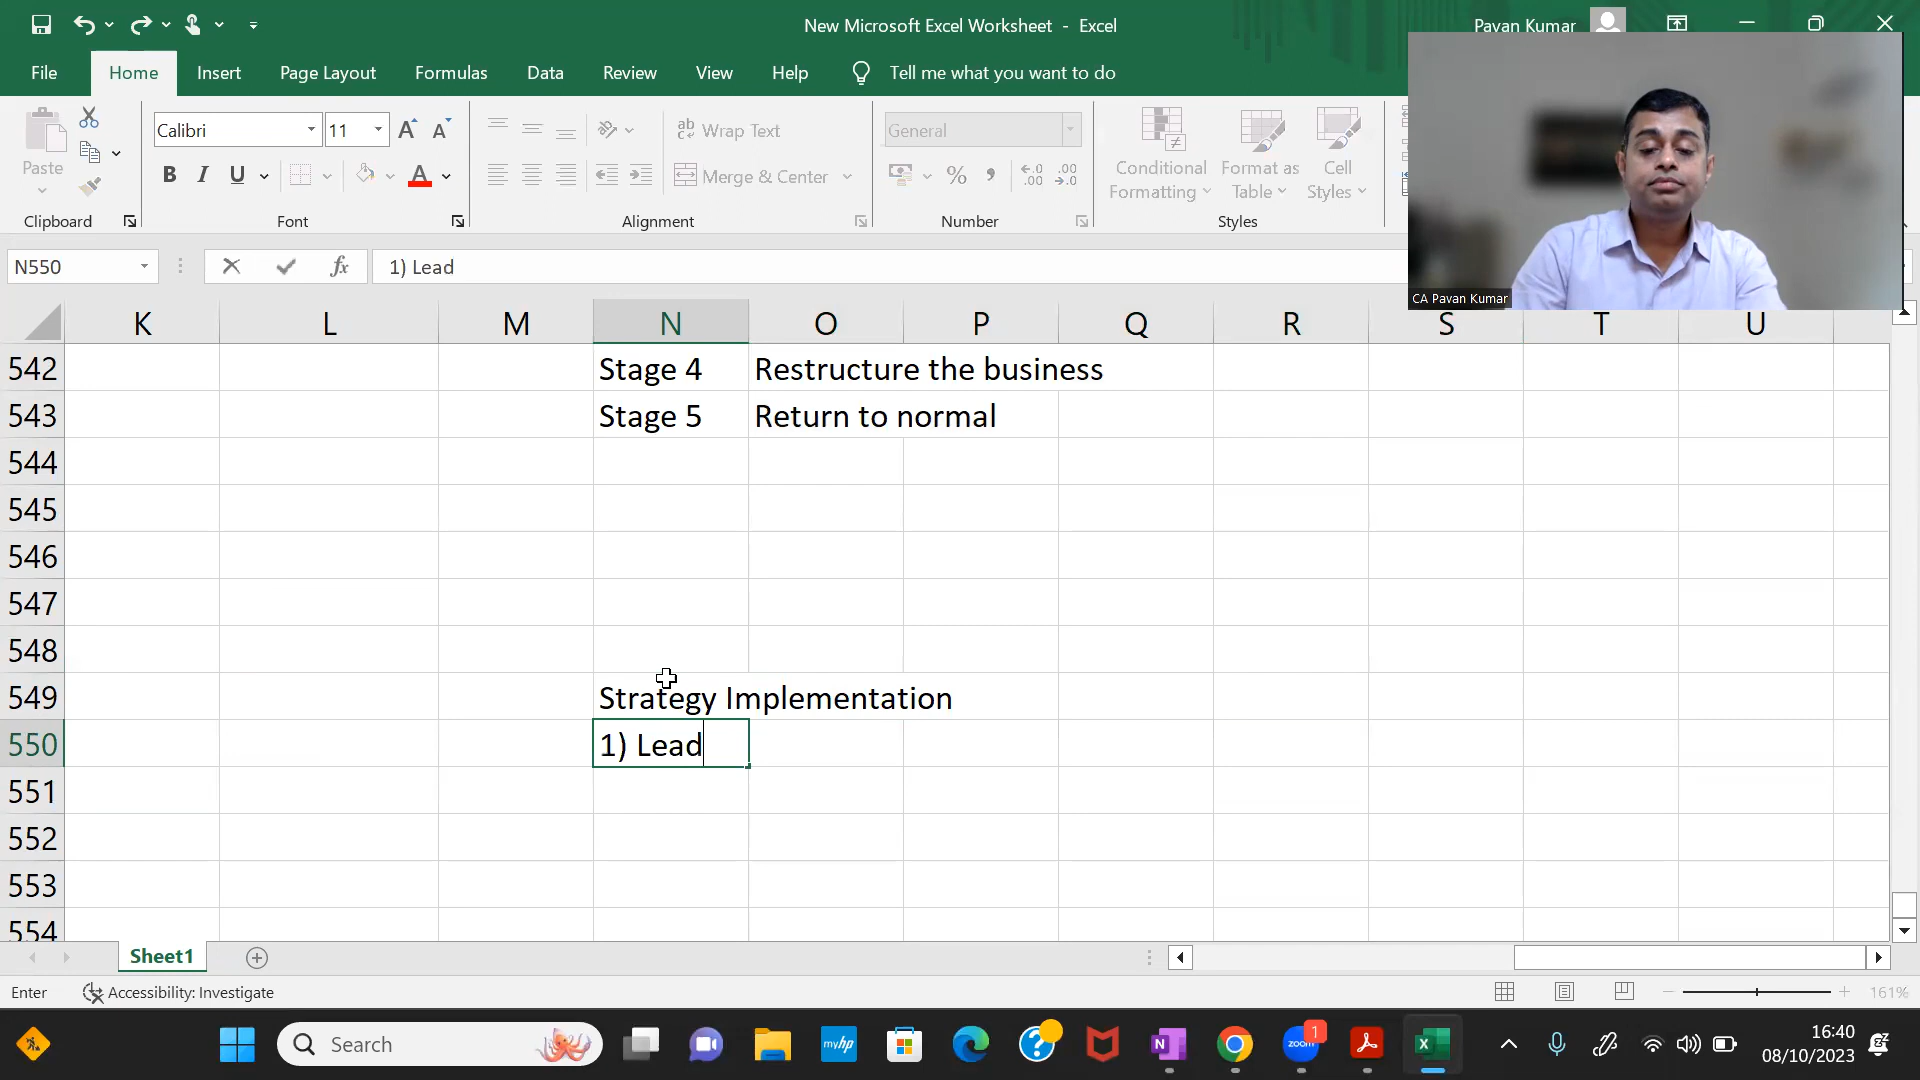 New Microsoft Excel Worksheet - Excel
Pavan Kumar
File Home Insert Page Layout Formulas Data Review View Help Tell me what you want to do
Paste
Calibri 11
Wrap Text
Merge & Center
General
Conditional Formatting
Format as Table
Cell Styles
Clipboard Font Alignment Number Styles
CA Pavan Kumar
N550 fx 1) Lead
K L M N O P Q R S T U
542 Stage 4 Restructure the business
543 Stage 5 Return to normal
544
545
546
547
548
549 Strategy Implementation
550 1) Lead
551
552
553
554
Sheet1
Enter Accessibility: Investigate 161%
Search myhp zoom 1
16:40
08/10/2023